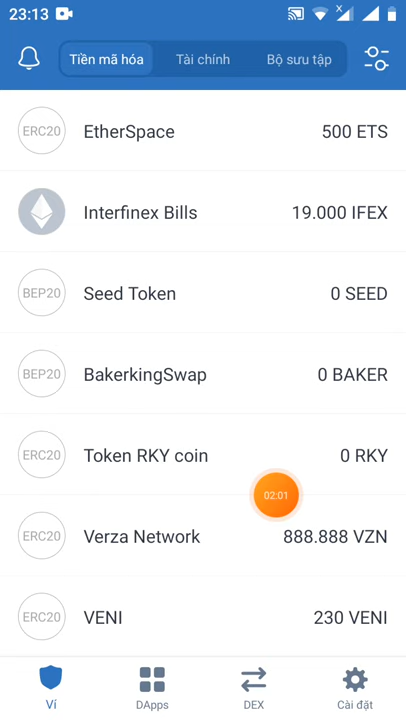 23:13
Tiền mã hóa Tài chính Bộ sưu tập
ERC20 EtherSpace 500 ETS
Interfinex Bills 19.000 IFEX
BEP20 Seed Token 0 SEED
BEP20 BakerkingSwap 0 BAKER
ERC20 Token RKY coin 0 RKY
02:01
ERC20 Verza Network 888.888 VZN
ERC20 VENI 230 VENI
Ví DApps DEX Cài đặt